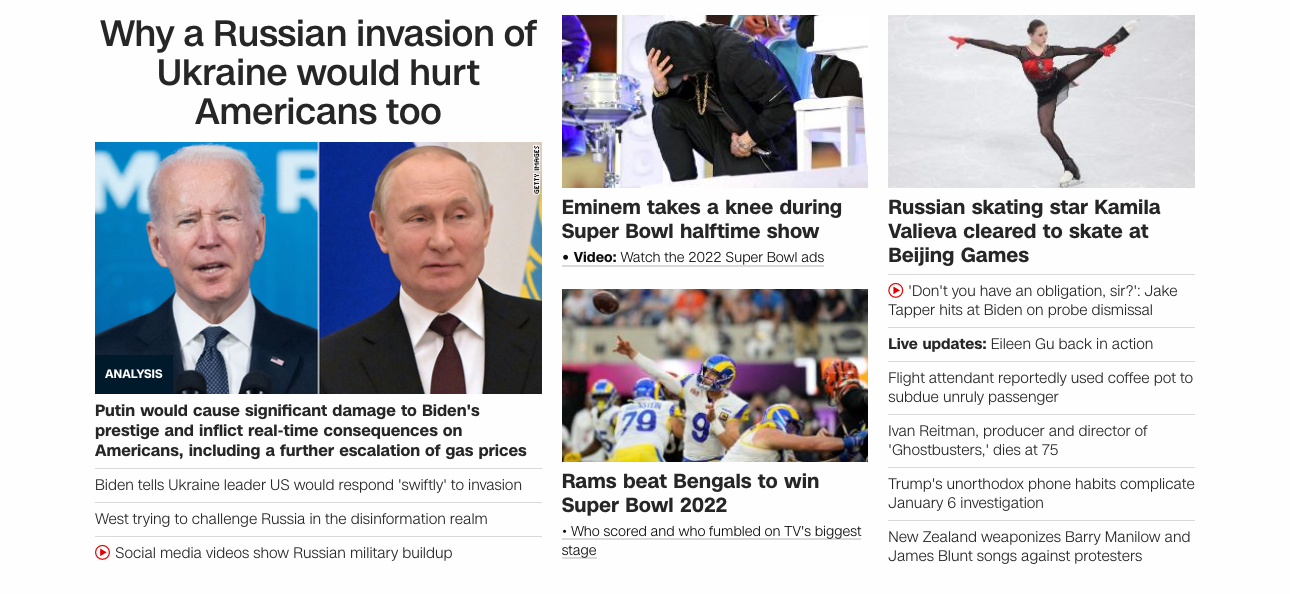 Why a Russian invasion of
Ukraine would hurt
Americans too
GETTY IMAGES
ANALYSIS
Putin would cause significant damage to Biden's
prestige and inflict real-time consequences on
Americans, including a further escalation of gas prices
Biden tells Ukraine leader US would respond 'swiftly' to invasion
West trying to challenge Russia in the disinformation realm
Social media videos show Russian military buildup
Eminem takes a knee during
Super Bowl halftime show
• Video: Watch the 2022 Super Bowl ads
79
9
Rams beat Bengals to win
Super Bowl 2022
• Who scored and who fumbled on TV's biggest
stage
Russian skating star Kamila
Valieva cleared to skate at
Beijing Games
'Don't you have an obligation, sir?': Jake
Tapper hits at Biden on probe dismissal
Live updates: Eileen Gu back in action
Flight attendant reportedly used coffee pot to
subdue unruly passenger
Ivan Reitman, producer and director of
'Ghostbusters,' dies at 75
Trump's unorthodox phone habits complicate
January 6 investigation
New Zealand weaponizes Barry Manilow and
James Blunt songs against protesters